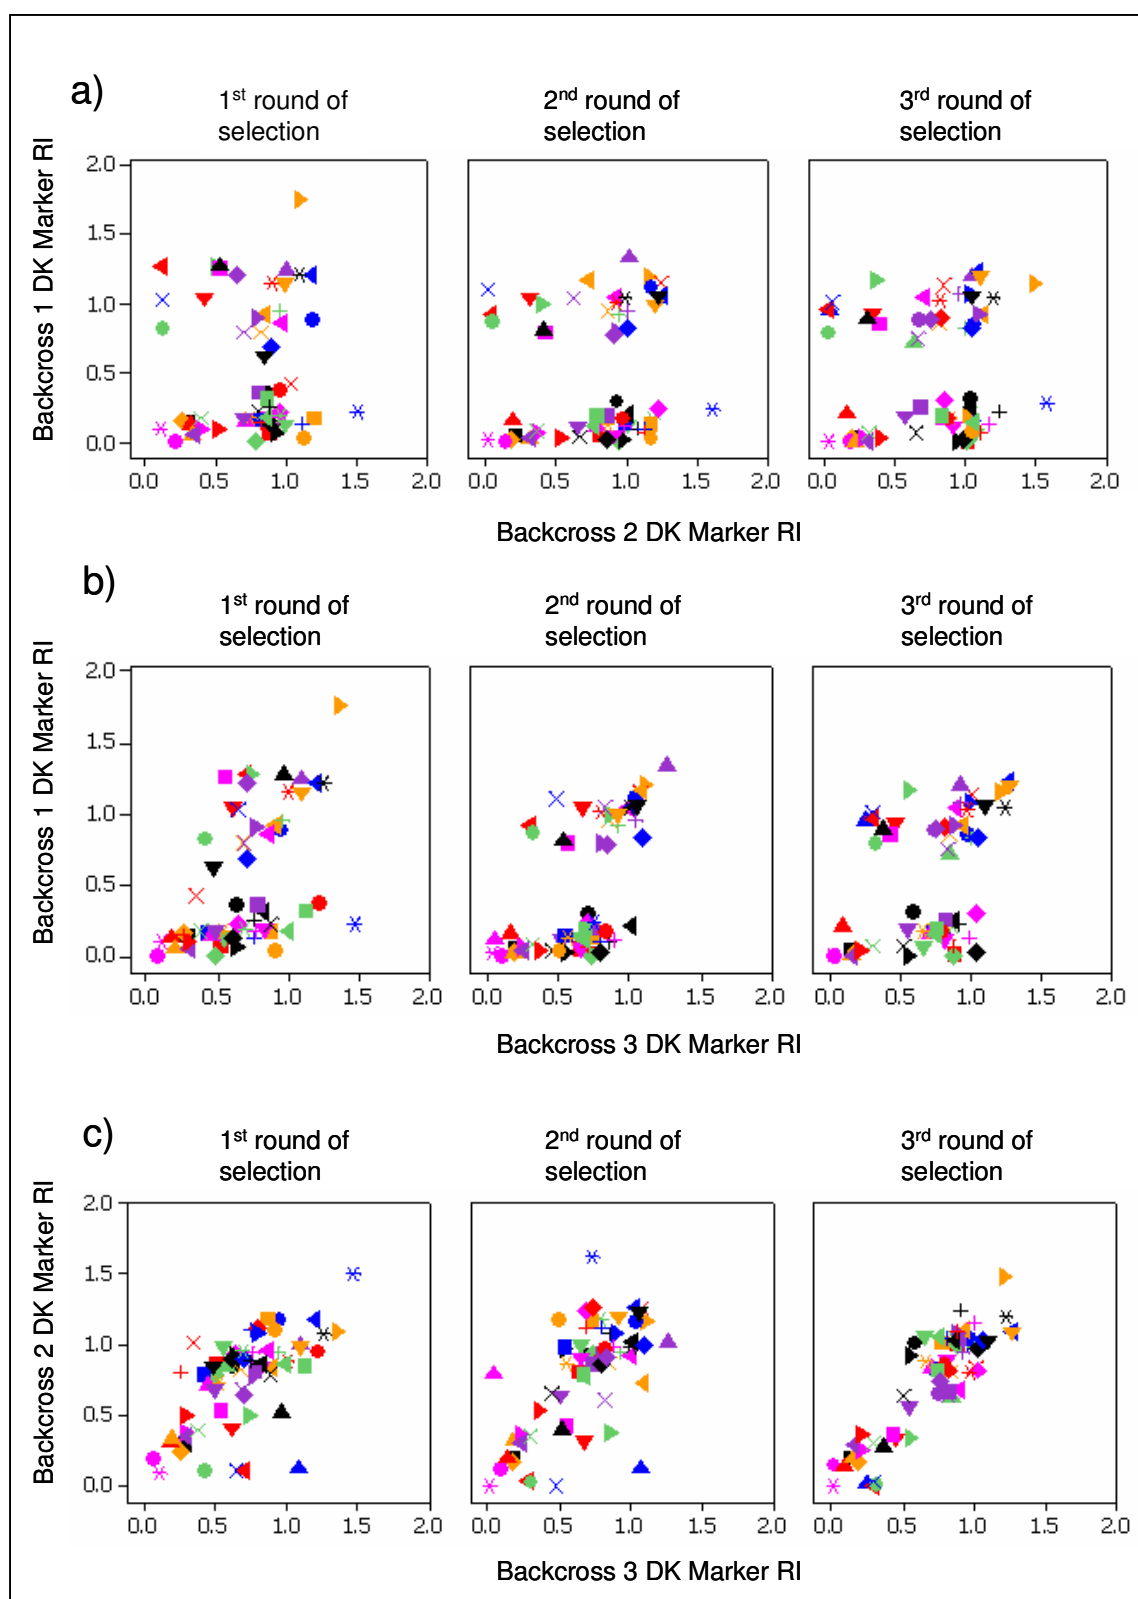 a)
1st round of
selection
2nd round of
selection
3rd round of
selection
Backcross 1 DK Marker RI
2.0
1.5
1.0
0.5
0.0
0.0 0.5 1.0 1.5 2.0 0.0 0.5 1.0 1.5 2.0 0.0 0.5 1.0 1.5 2.0
Backcross 2 DK Marker RI
b)
1st round of
selection
2nd round of
selection
3rd round of
selection
Backcross 1 DK Marker RI
2.0
1.5
1.0
0.5
0.0
0.0 0.5 1.0 1.5 2.0 0.0 0.5 1.0 1.5 2.0 0.0 0.5 1.0 1.5 2.0
Backcross 3 DK Marker RI
c)
1st round of
selection
2nd round of
selection
3rd round of
selection
Backcross 2 DK Marker RI
2.0
1.5
1.0
0.5
0.0
0.0 0.5 1.0 1.5 2.0 0.0 0.5 1.0 1.5 2.0 0.0 0.5 1.0 1.5 2.0
Backcross 3 DK Marker RI